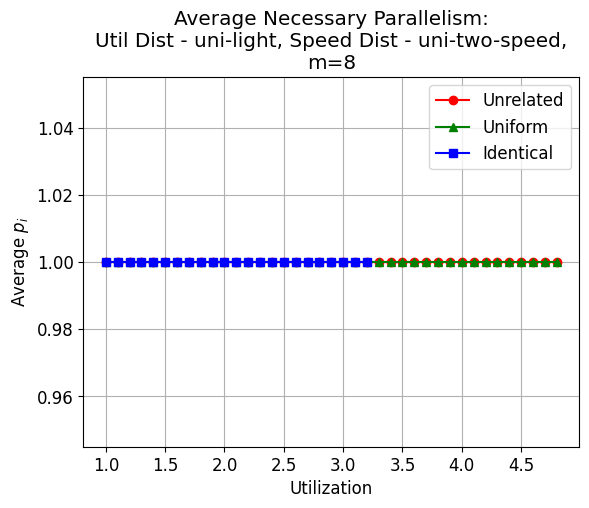 Average Necessary Parallelism:
Util Dist - uni-light, Speed Dist - uni-two-speed,
m=8
Unrelated
Uniform
Identical
1.04
1.02
1.00
0.98
0.96
Average $p_i$
1.0 1.5 2.0 2.5 3.0 3.5 4.0 4.5
Utilization